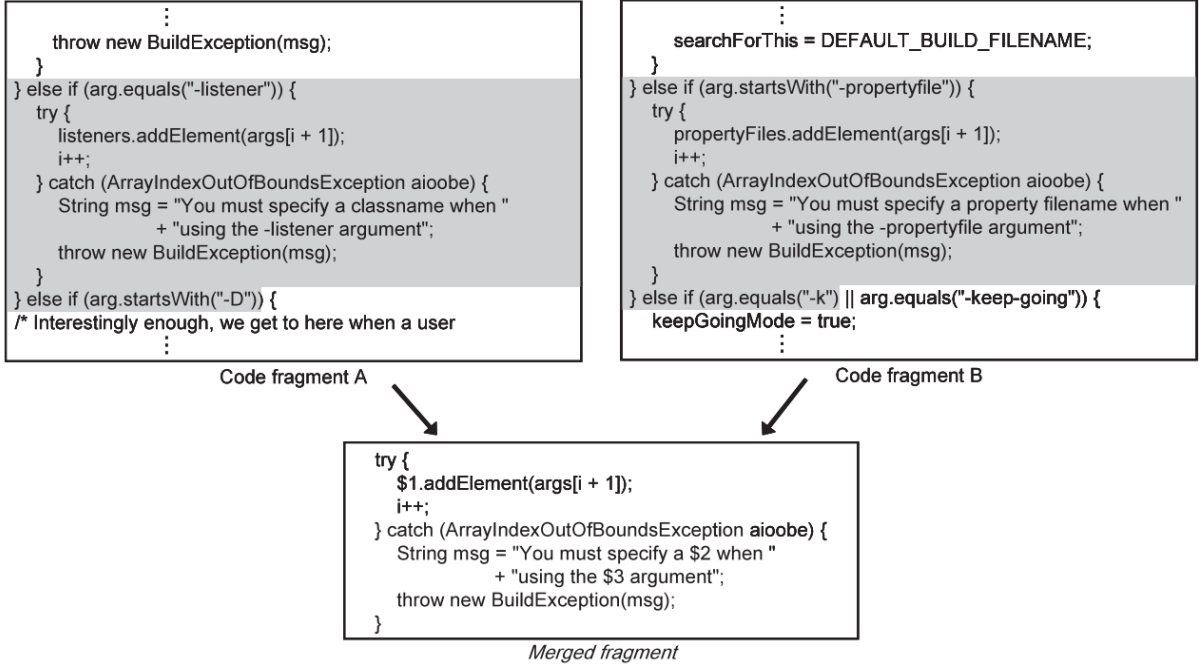 ⋮
throw new BuildException(msg);
}
} else if (arg.equals("-listener")) {
try {
listeners.addElement(args[i + 1]);
i++;
} catch (ArrayIndexOutOfBoundsException aioobe) {
String msg = "You must specify a classname when "
+ "using the -listener argument";
throw new BuildException(msg);
}
} else if (arg.startsWith("-D")) {
/* Interestingly enough, we get to here when a user
⋮
Code fragment A
⋮
searchForThis = DEFAULT_BUILD_FILENAME;
}
} else if (arg.startsWith("-propertyfile")) {
try {
propertyFiles.addElement(args[i + 1]);
i++;
} catch (ArrayIndexOutOfBoundsException aioobe) {
String msg = "You must specify a property filename when "
+ "using the -propertyfile argument";
throw new BuildException(msg);
}
} else if (arg.equals("-k") || arg.equals("-keep-going")) {
keepGoingMode = true;
⋮
Code fragment B
try {
$1.addElement(args[i + 1]);
i++;
} catch (ArrayIndexOutOfBoundsException aioobe) {
String msg = "You must specify a $2 when "
+ "using the $3 argument";
throw new BuildException(msg);
}
Merged fragment